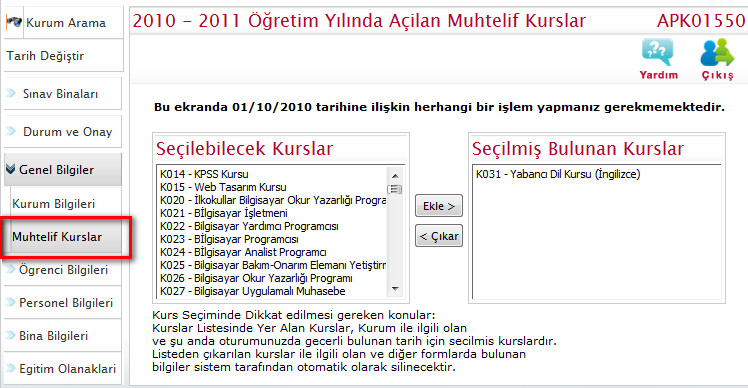 Kurum Arama
Tarih Değiştir
Sınav Binaları
Durum ve Onay
Genel Bilgiler
Kurum Bilgileri
Muhtelif Kurslar
Öğrenci Bilgileri
Personel Bilgileri
Bina Bilgileri
Egitim Olanaklari
2010 - 2011 Öğretim Yılında Açılan Muhtelif Kurslar
APK01550
Yardım
Çıkış
Bu ekranda 01/10/2010 tarihine ilişkin herhangi bir işlem yapmanız gerekmemektedir.
Seçilebilecek Kurslar
K014 - KPSS Kursu
K015 - Web Tasarım Kursu
K020 - İlkokullar Bilgisayar Okur Yazarlığı Progra
K021 - Bİlgisayar İşletmeni
K022 - Bilgisayar Yardımcı Programcısı
K023 - Bİlgisayar Programcısı
K024 - Bİlgisayar Analist Programcı
K025 - Bilgisayar Bakım-Onarım Elemanı Yetiştirn
K026 - Bilgisayar Okur Yazarlığı Programı
K027 - Bilgisayar Uygulamalı Muhasebe
Ekle >
< Çıkar
Seçilmiş Bulunan Kurslar
K031 - Yabancı Dil Kursu (İngilizce)
Kurs Seçiminde Dikkat edilmesi gereken konular:
Kurslar Listesinde Yer Alan Kurslar, Kurum ile ilgili olan
ve şu anda oturumunuzda gecerli bulunan tarih için secilmis kurslardır.
Listeden çıkarılan kurslar ile ilgili olan ve diğer formlarda bulunan
bilgiler sistem tarafından otomatik olarak silinecektir.